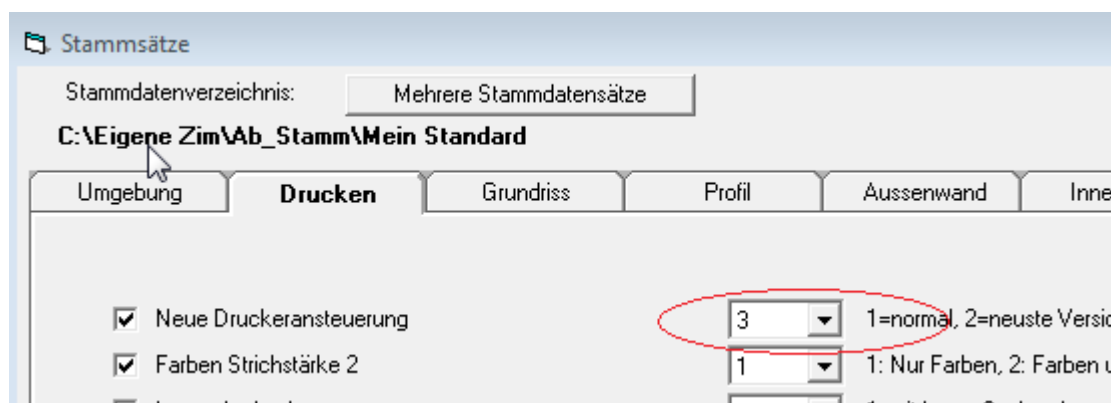 Stammsätze
Stammdatenverzeichnis: Mehrere Stammdatensätze
C:\Eigene Zim\Ab_Stamm\Mein Standard
Umgebung Drucken Grundriss Profil Aussenwand Inne
Neue Druckeransteuerung 3 1=normal, 2=neuste Versio
Farben Strichstärke 2 1 1: Nur Farben, 2: Farben u